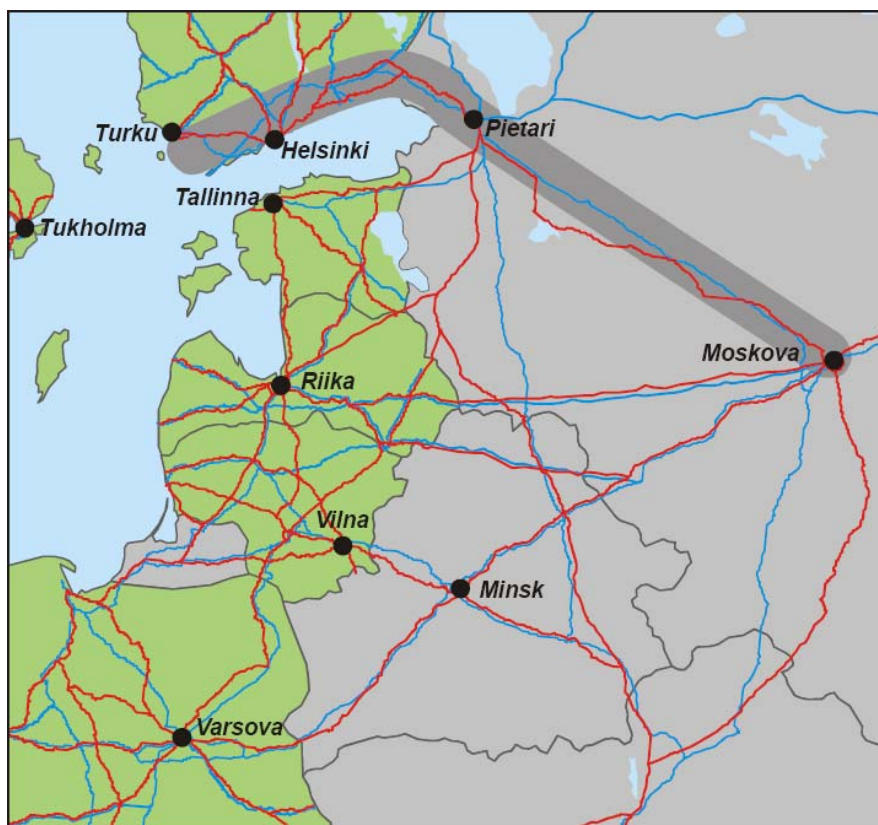 Turku
Helsinki
Pietari
Tallinna
Tukholma
Moskova
Riika
Vilna
Minsk
Varsova